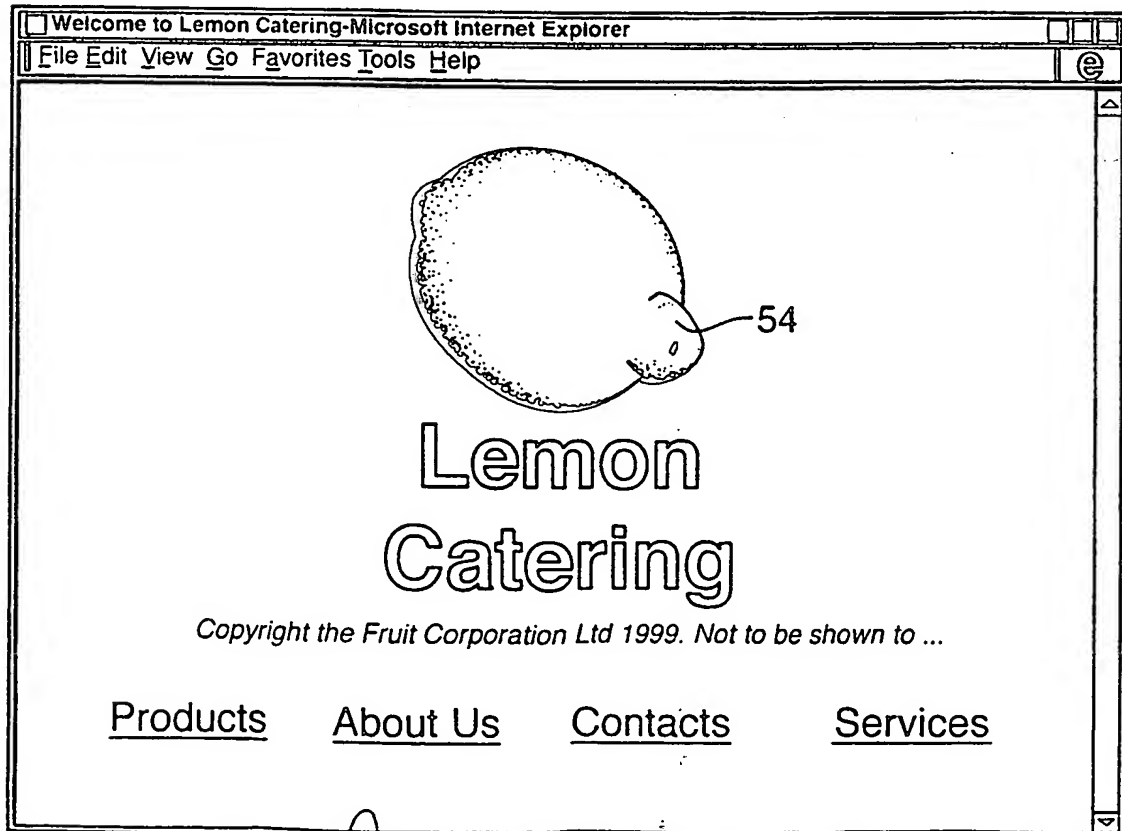 Welcome to Lemon Catering-Microsoft Internet Explorer
File Edit View Go Favorites Tools Help
e
54
Lemon
Catering
Copyright the Fruit Corporation Ltd 1999. Not to be shown to ...
Products About Us Contacts Services